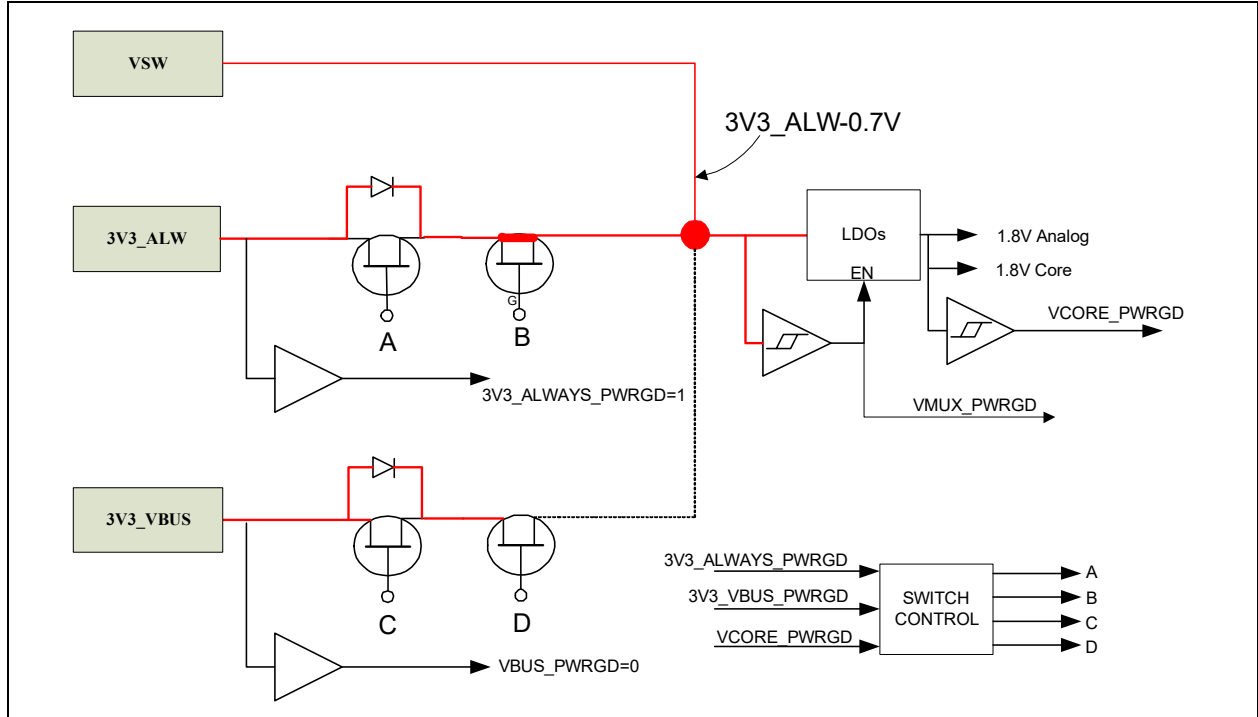 VSW
3V3_ALW-0.7V
3V3_ALW
LDOs
EN
1.8V Analog
1.8V Core
G
A
B
VCORE_PWRGD
3V3_ALWAYS_PWRGD=1
VMUX_PWRGD
3V3_VBUS
C
D
VBUS_PWRGD=0
3V3_ALWAYS_PWRGD
3V3_VBUS_PWRGD
VCORE_PWRGD
SWITCH
CONTROL
A
B
C
D